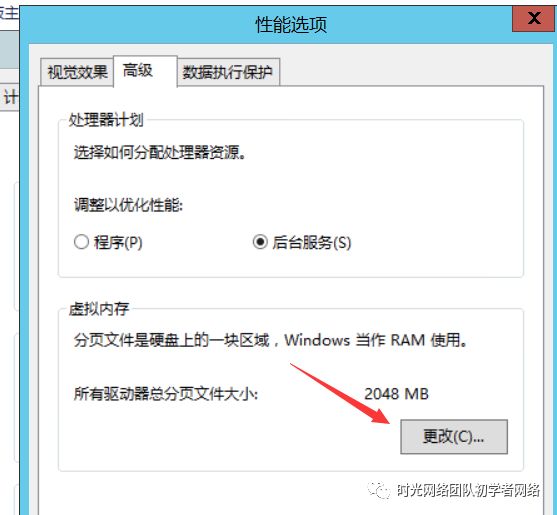 性能选项
X
视觉效果
高级
数据执行保护
计
处理器计划
选择如何分配处理器资源。
调整以优化性能:
程序(P)
后台服务(S)
虚拟内存
分页文件是硬盘上的一块区域，Windows 当作 RAM 使用。
所有驱动器总分页文件大小:
2048 MB
更改(C)...
时光网络团队初学者网络